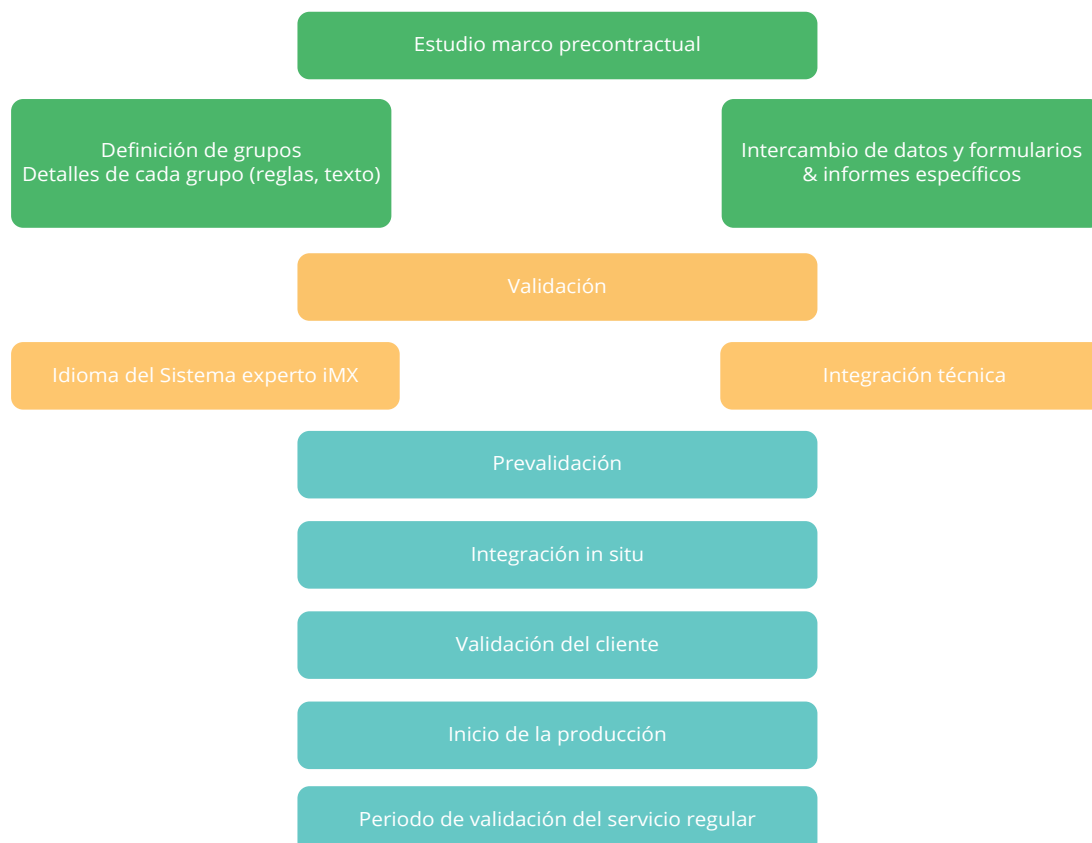 Estudio marco precontractual
Definición de grupos
Detalles de cada grupo (reglas, texto)
Intercambio de datos y formularios
& informes específicos
Validación
Idioma del Sistema experto iMX
Integración técnica
Prevalidación
Integración in situ
Validación del cliente
Inicio de la producción
Periodo de validación del servicio regular